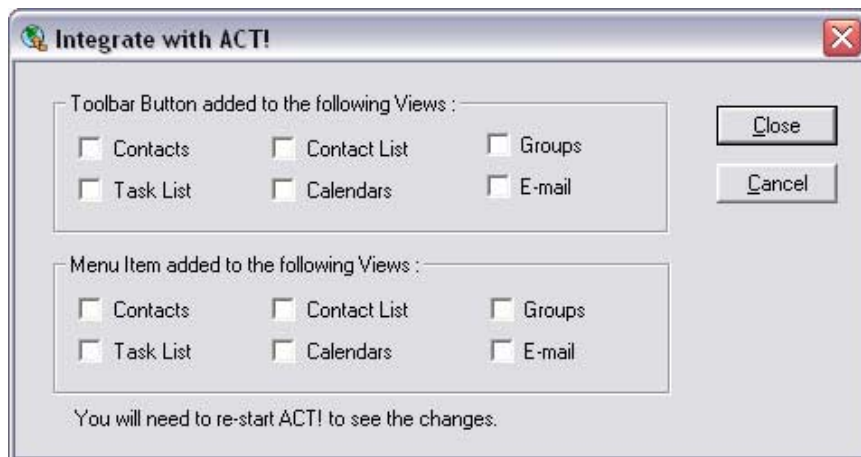 Integrate with ACT!
Toolbar Button added to the following Views :
Contacts Contact List Groups
Task List Calendars E-mail
Close
Cancel
Menu Item added to the following Views :
Contacts Contact List Groups
Task List Calendars E-mail
You will need to re-start ACT! to see the changes.